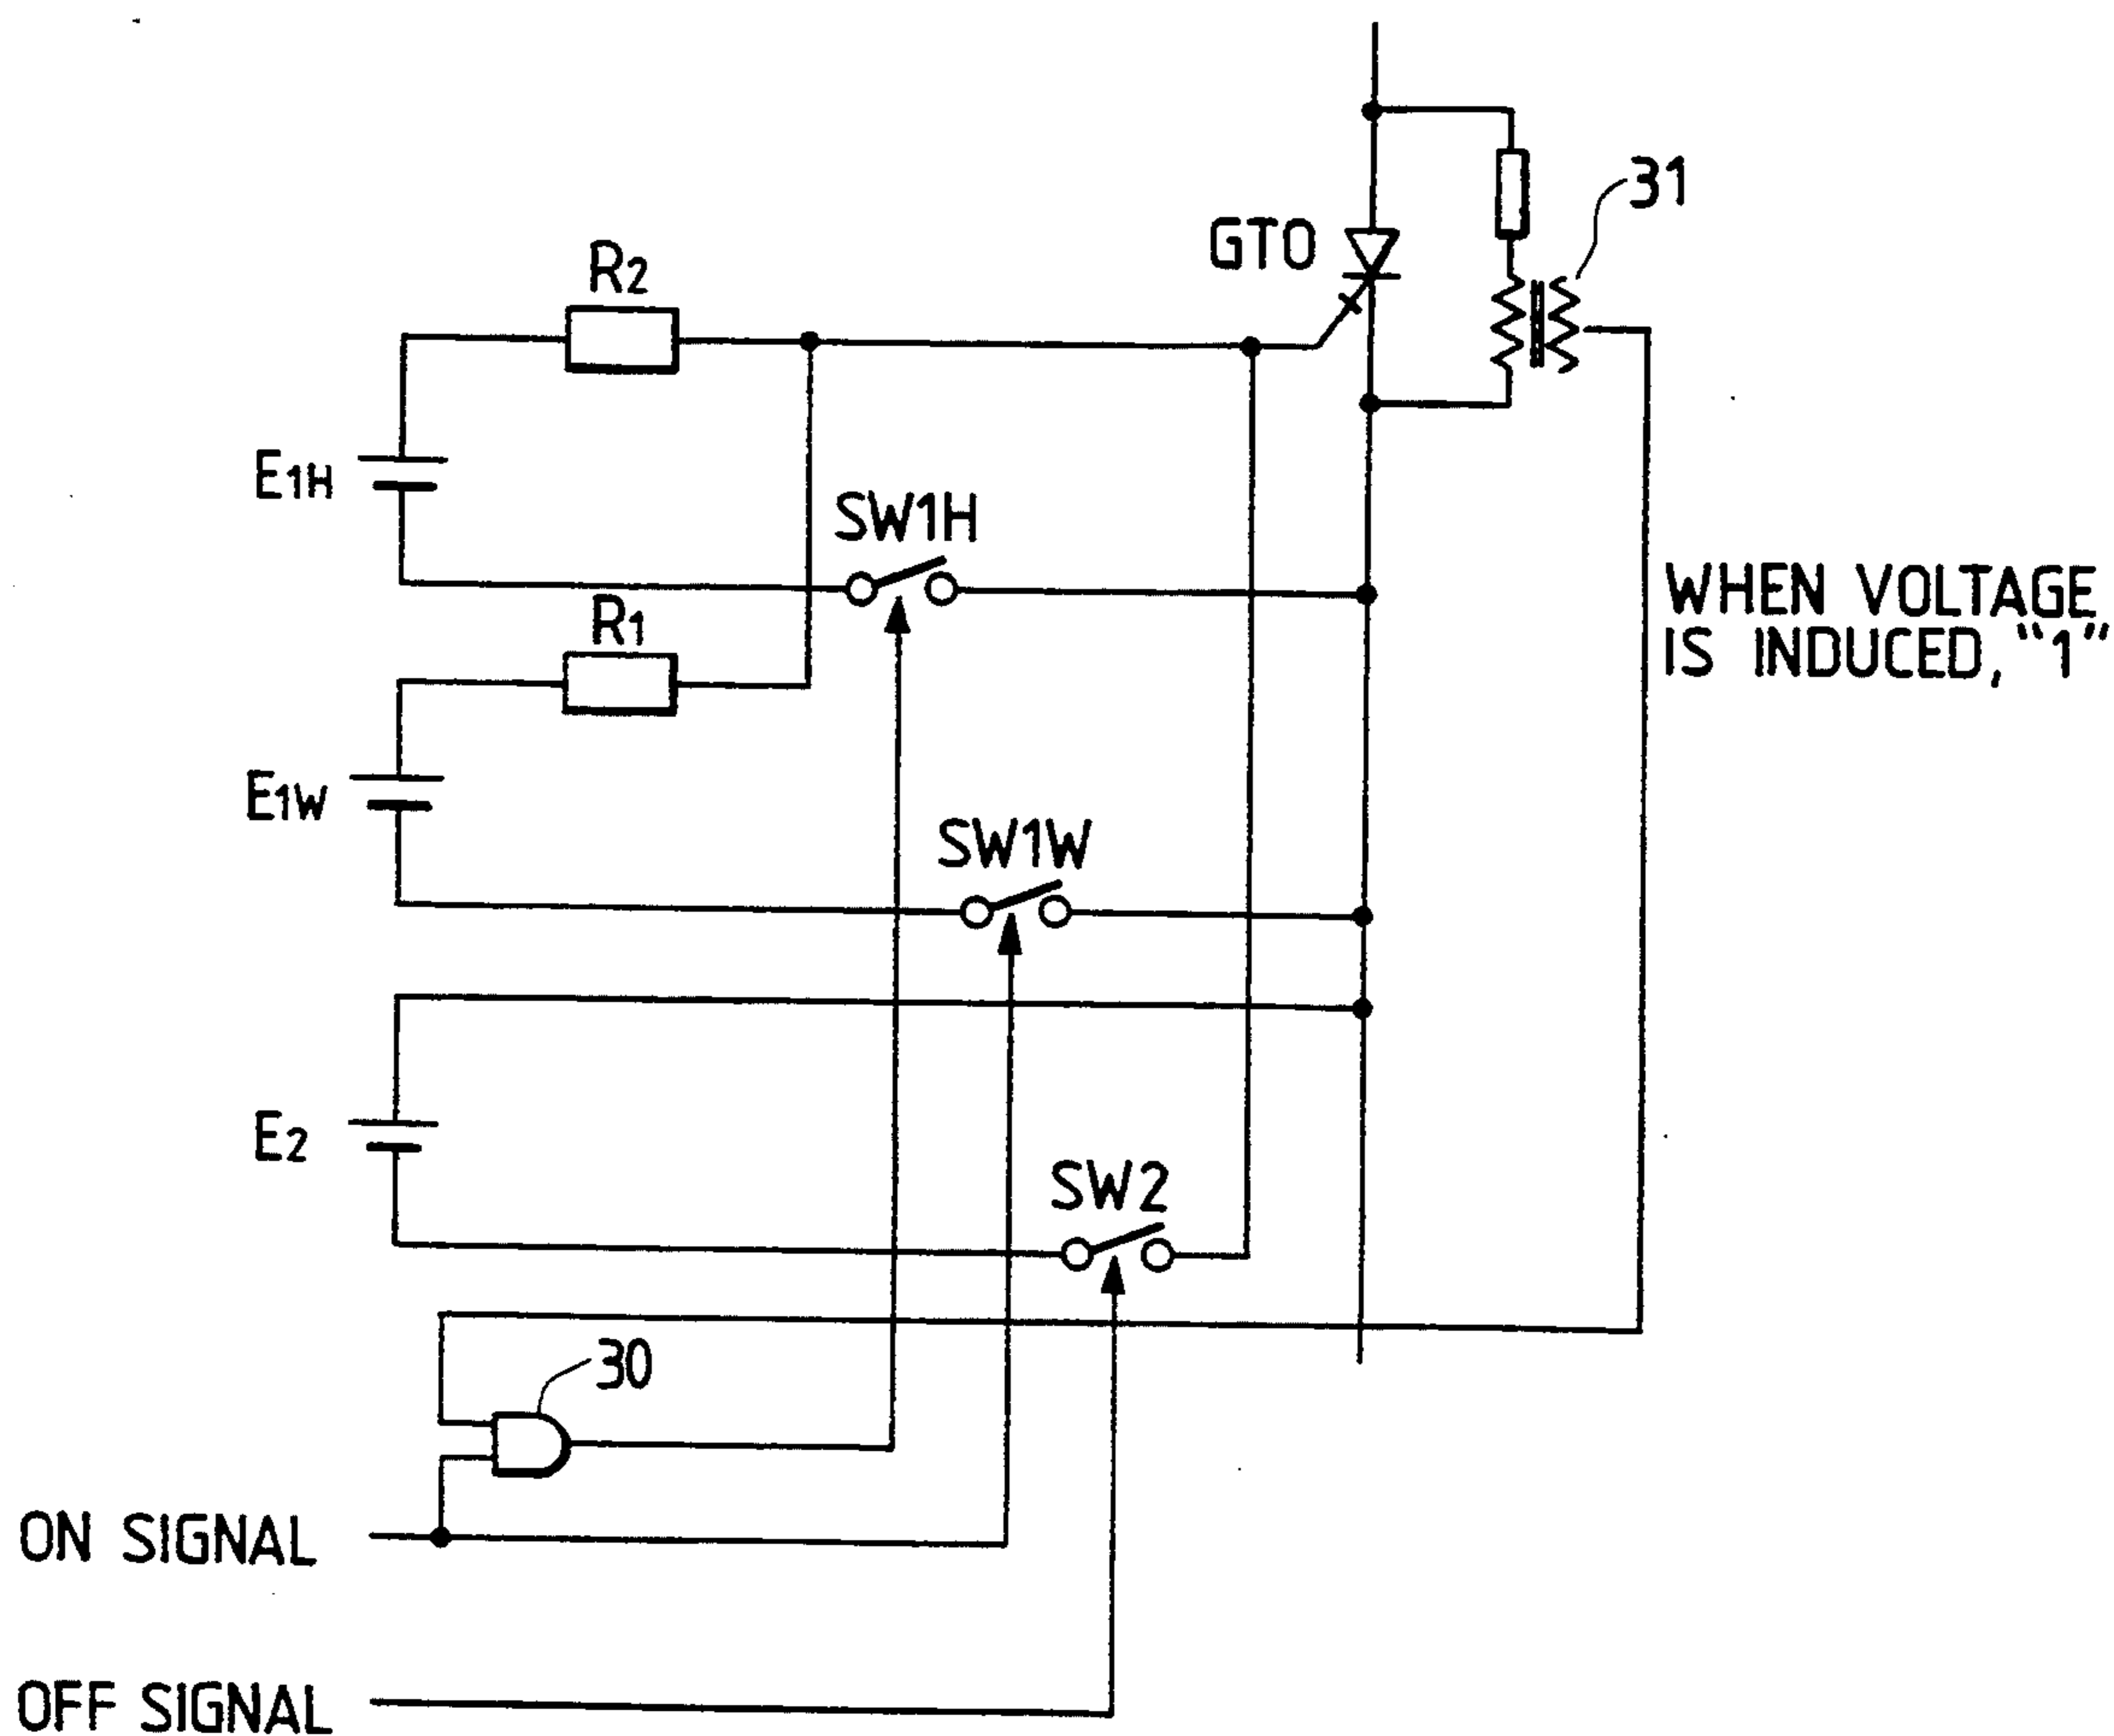 31
GTO
R2
E1H
SW1H
WHEN VOLTAGE
IS INDUCED, "1"
R1
E1W
SW1W
E2
SW2
30
ON SIGNAL
OFF SIGNAL